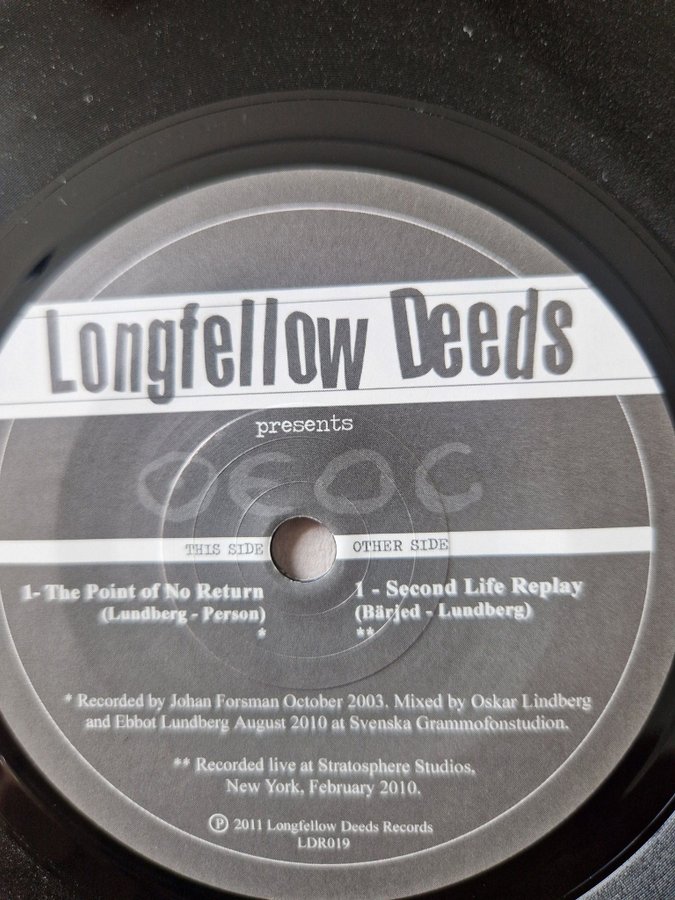 Longfellow Deeds
presents
OEOC
THIS SIDE
OTHER SIDE
1- The Point of No Return
(Lundberg - Person)
*
1 - Second Life Replay
(Bärjed - Lundberg)
**
* Recorded by Johan Forsman October 2003. Mixed by Oskar Lindberg
and Ebbot Lundberg August 2010 at Svenska Grammofonstudion.
** Recorded live at Stratosphere Studios,
New York, February 2010.
Ⓟ 2011 Longfellow Deeds Records
LDR019